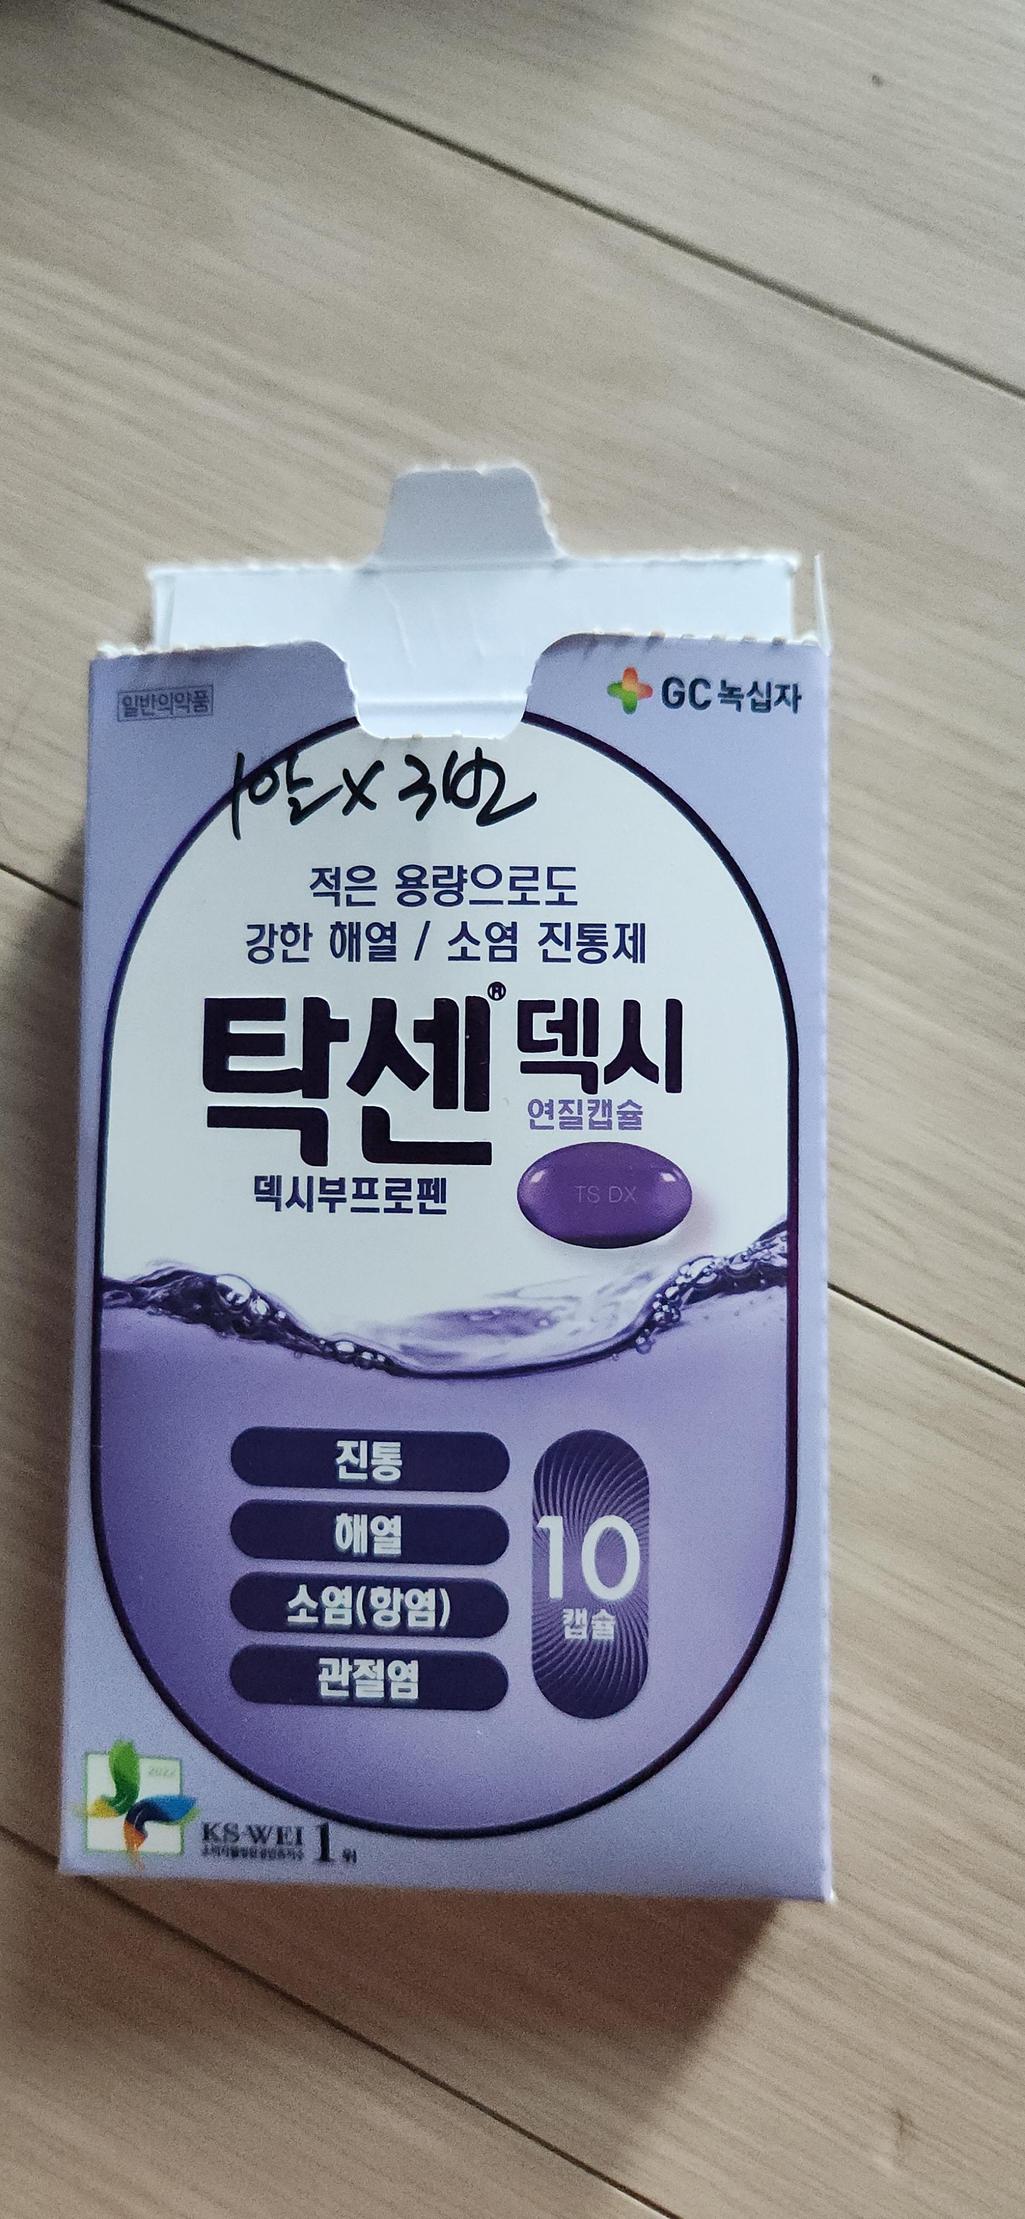 일반의약품
GC녹십자
1알 x 3번
적은 용량으로도
강한 해열 / 소염 진통제
탁센® 덱시
연질캡슐
덱시부프로펜
TS DX
진통
해열
소염(항염)
관절염
10
캡슐
2022
KS-WEI 1위